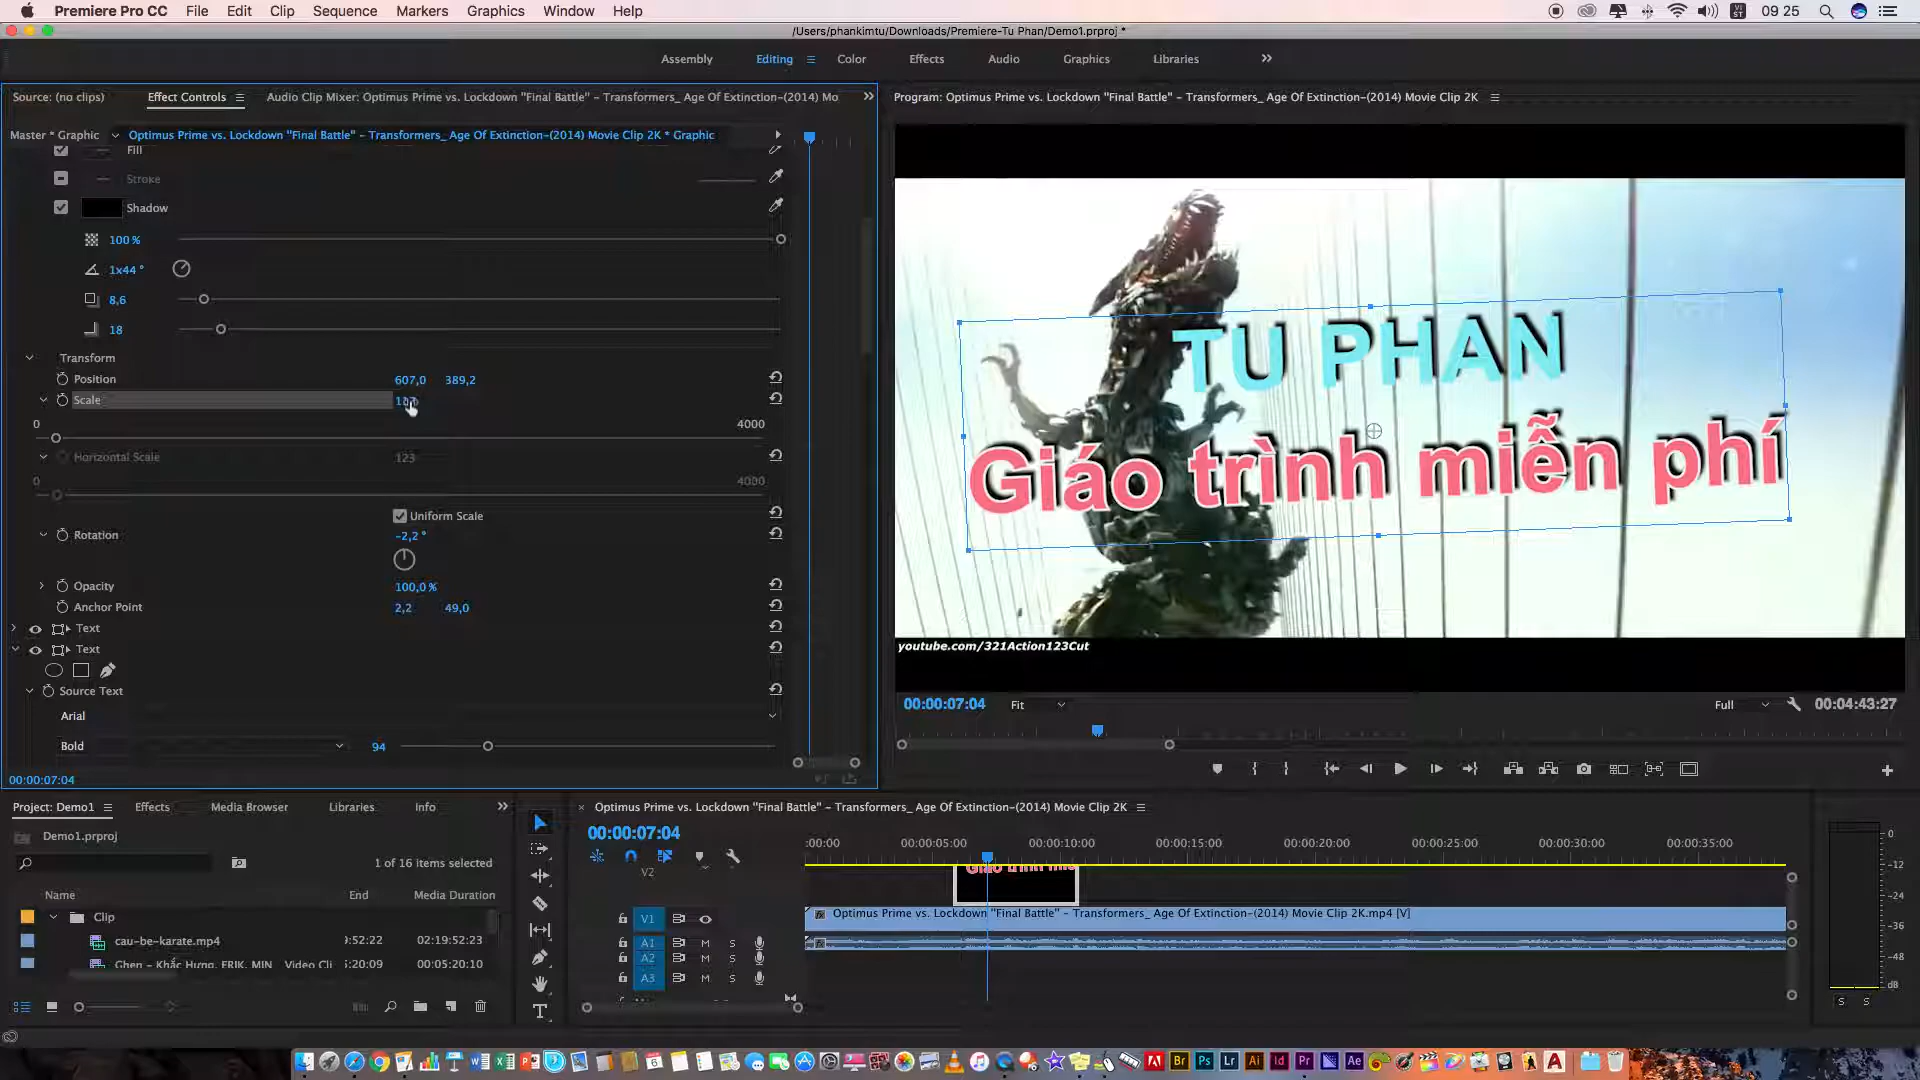 Premiere Pro CC File Edit Clip Sequence Markers Graphics Window Help 09 25
/Users/phankimtu/Downloads/Premiere-Tu Phan/Demo1.prproj *
Assembly Editing Color Effects Audio Graphics Libraries
Source: (no clips) Effect Controls Audio Clip Mixer: Optimus Prime vs. Lockdown "Final Battle" - Transformers_ Age Of Extinction-(2014) Mo
Program: Optimus Prime vs. Lockdown "Final Battle" - Transformers_ Age Of Extinction-(2014) Movie Clip 2K
Master * Graphic Optimus Prime vs. Lockdown "Final Battle" - Transformers_ Age Of Extinction-(2014) Movie Clip 2K * Graphic
Fill
Stroke
Shadow
100 %
1x44 °
8,6
18
Transform
Position 607,0 389,2
Scale
0 4000
Horizontal Scale 123
0 4000
Uniform Scale
Rotation -2,2 °
Opacity 100,0 %
Anchor Point 2,2 49,0
Text
Text
Source Text
Arial
Bold 94
00:00:07:04
TU PHAN
Giáo trình miễn phí
youtube.com/321Action123Cut
00:00:07:04 Fit Full 00:04:43:27
Project: Demo1 Effects Media Browser Libraries Info
Demo1.prproj
1 of 16 items selected
Name End Media Duration
Clip
cau-be-karate.mp4 9:52:22 02:19:52:23
Ghen - Khắc Hưng, ERIK, MIN Video Cli 5:20:09 00:05:20:10
Optimus Prime vs. Lockdown "Final Battle" - Transformers_ Age Of Extinction-(2014) Movie Clip 2K
00:00:07:04
:00:00 00:00:05:00 00:00:10:00 00:00:15:00 00:00:20:00 00:00:25:00 00:00:30:00 00:00:35:00
V2
V1 Optimus Prime vs. Lockdown "Final Battle" - Transformers_ Age Of Extinction-(2014) Movie Clip 2K.mp4 [V]
A1 M S
A2 M S
A3 M S
0
-12
-24
-36
-48
dB
S S